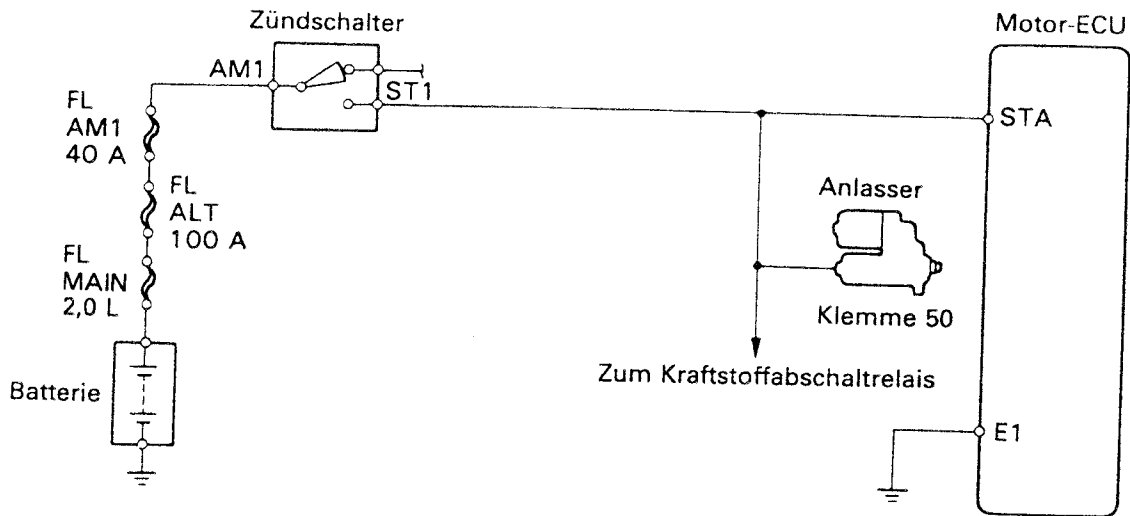 Zündschalter
Motor-ECU
AM1
ST1
FL
AM1
40 A
STA
FL
ALT
100 A
Anlasser
FL
MAIN
2,0 L
Klemme 50
Zum Kraftstoffabschaltrelais
Batterie
E1